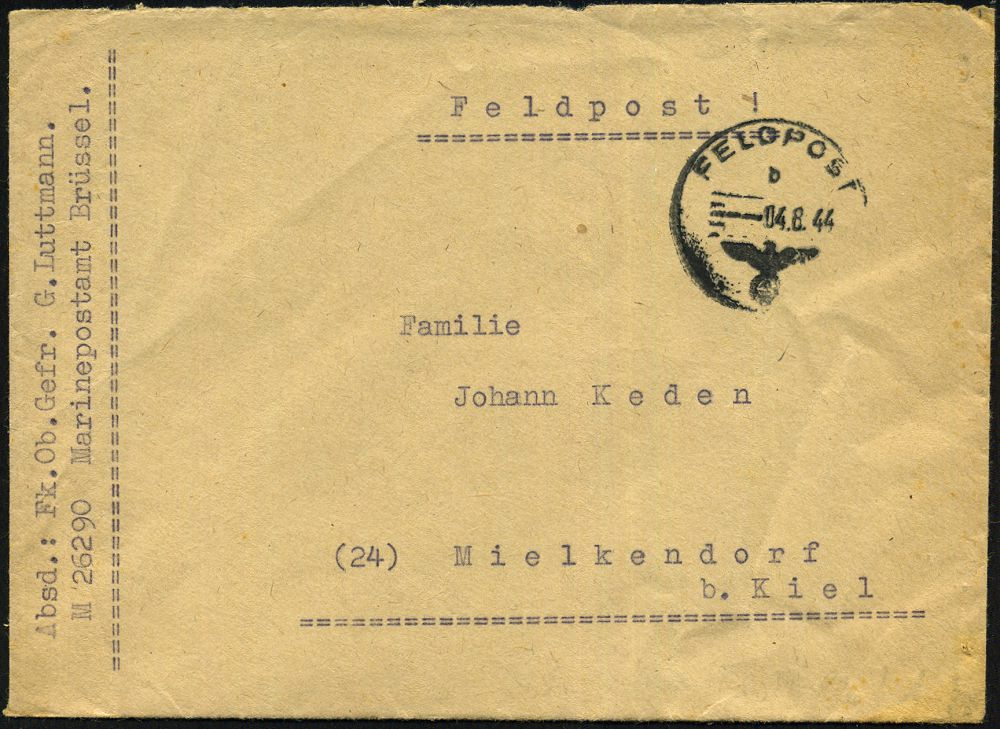 Feldpost !
FELDPOST
b
04.8.44
Familie
Johann Keden
(24) Mielkendorf
b. Kiel
Absd.: Fk.Ob.Gefr. G.Luttmann.
M 26290 Marinepostamt Brüssel.